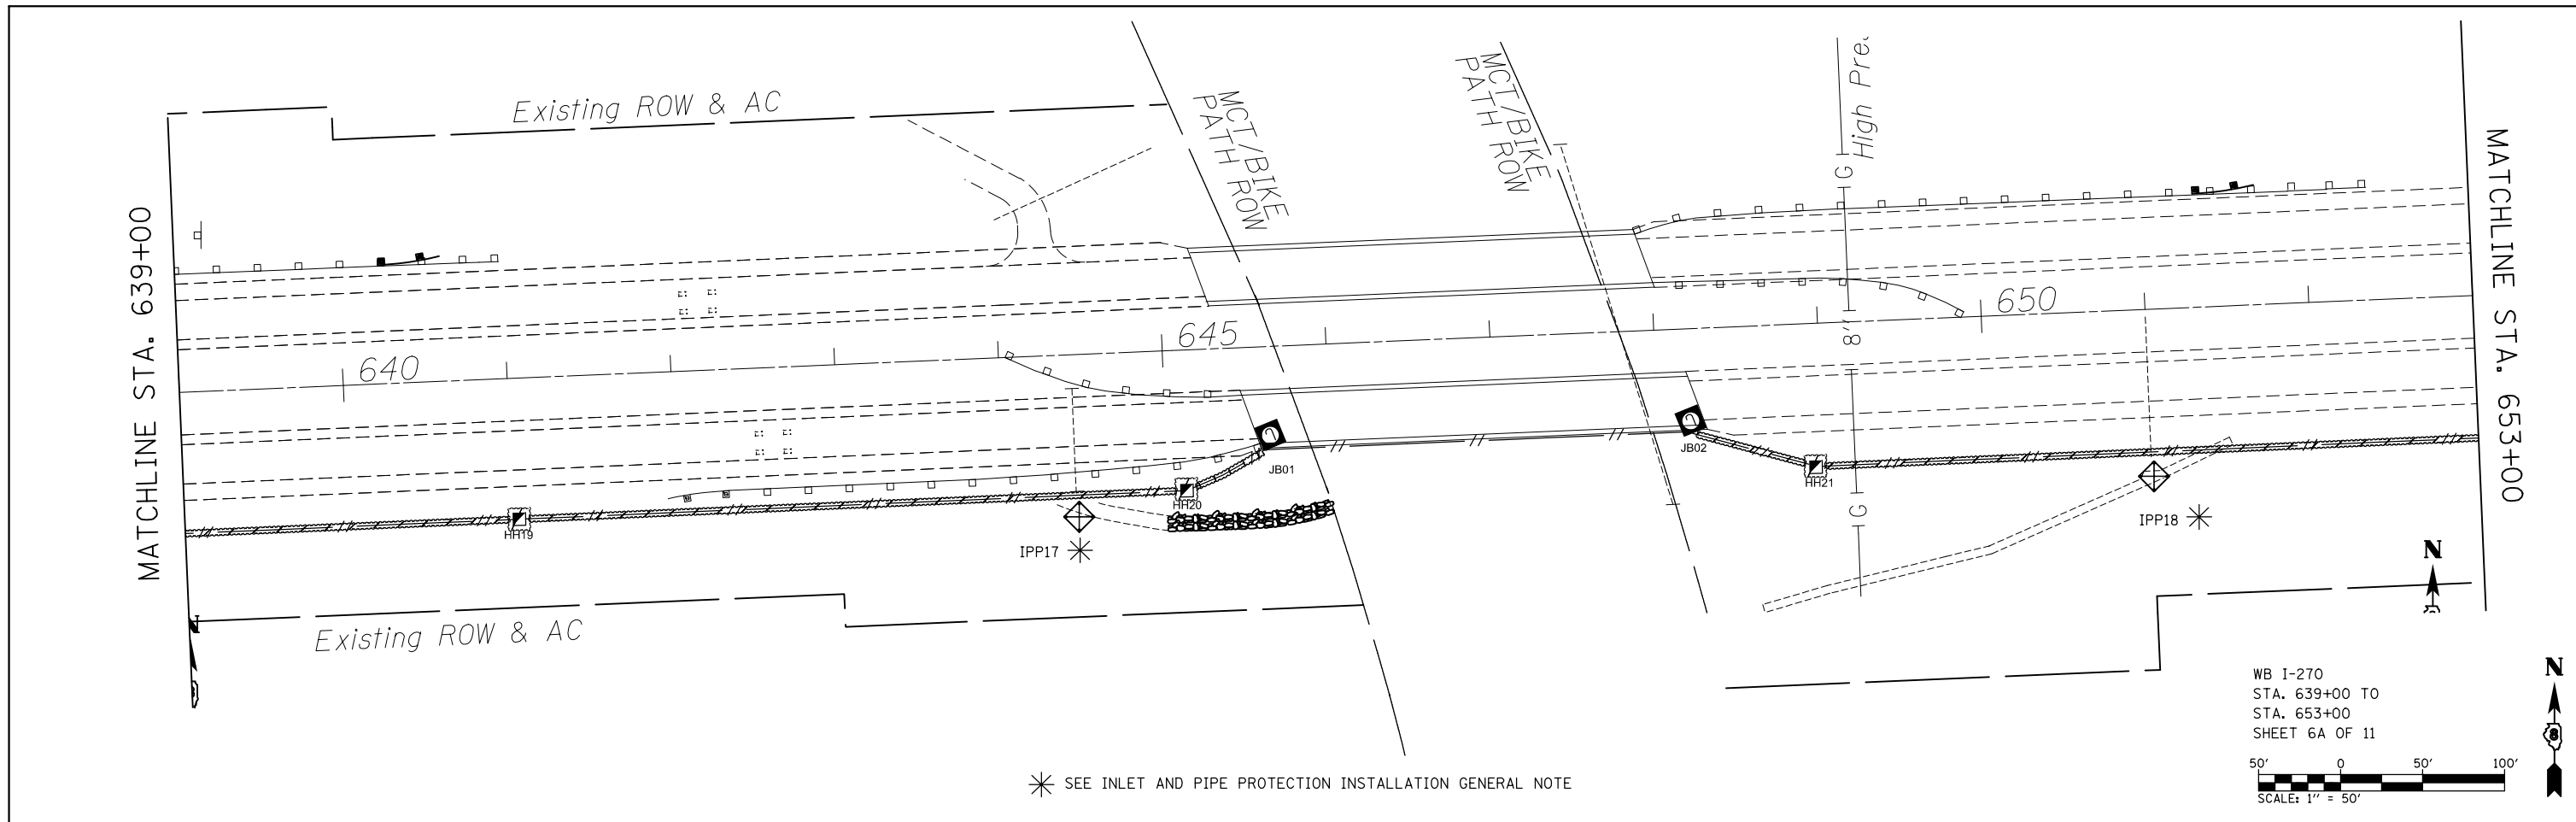 Existing ROW & AC
MCT/BIKE
PATH ROW
MCT/BIKE
PATH ROW
G
High Pres
MATCHLINE STA. 639+00
MATCHLINE STA. 653+00
640
645
650
8'
G
JB01
JB02
HH19
HH20
HH21
IPP17
IPP18
Existing ROW & AC
N
N
N
WB I-270
STA. 639+00 TO
STA. 653+00
SHEET 6A OF 11
50' 0 50' 100'
SCALE: 1" = 50'
SEE INLET AND PIPE PROTECTION INSTALLATION GENERAL NOTE